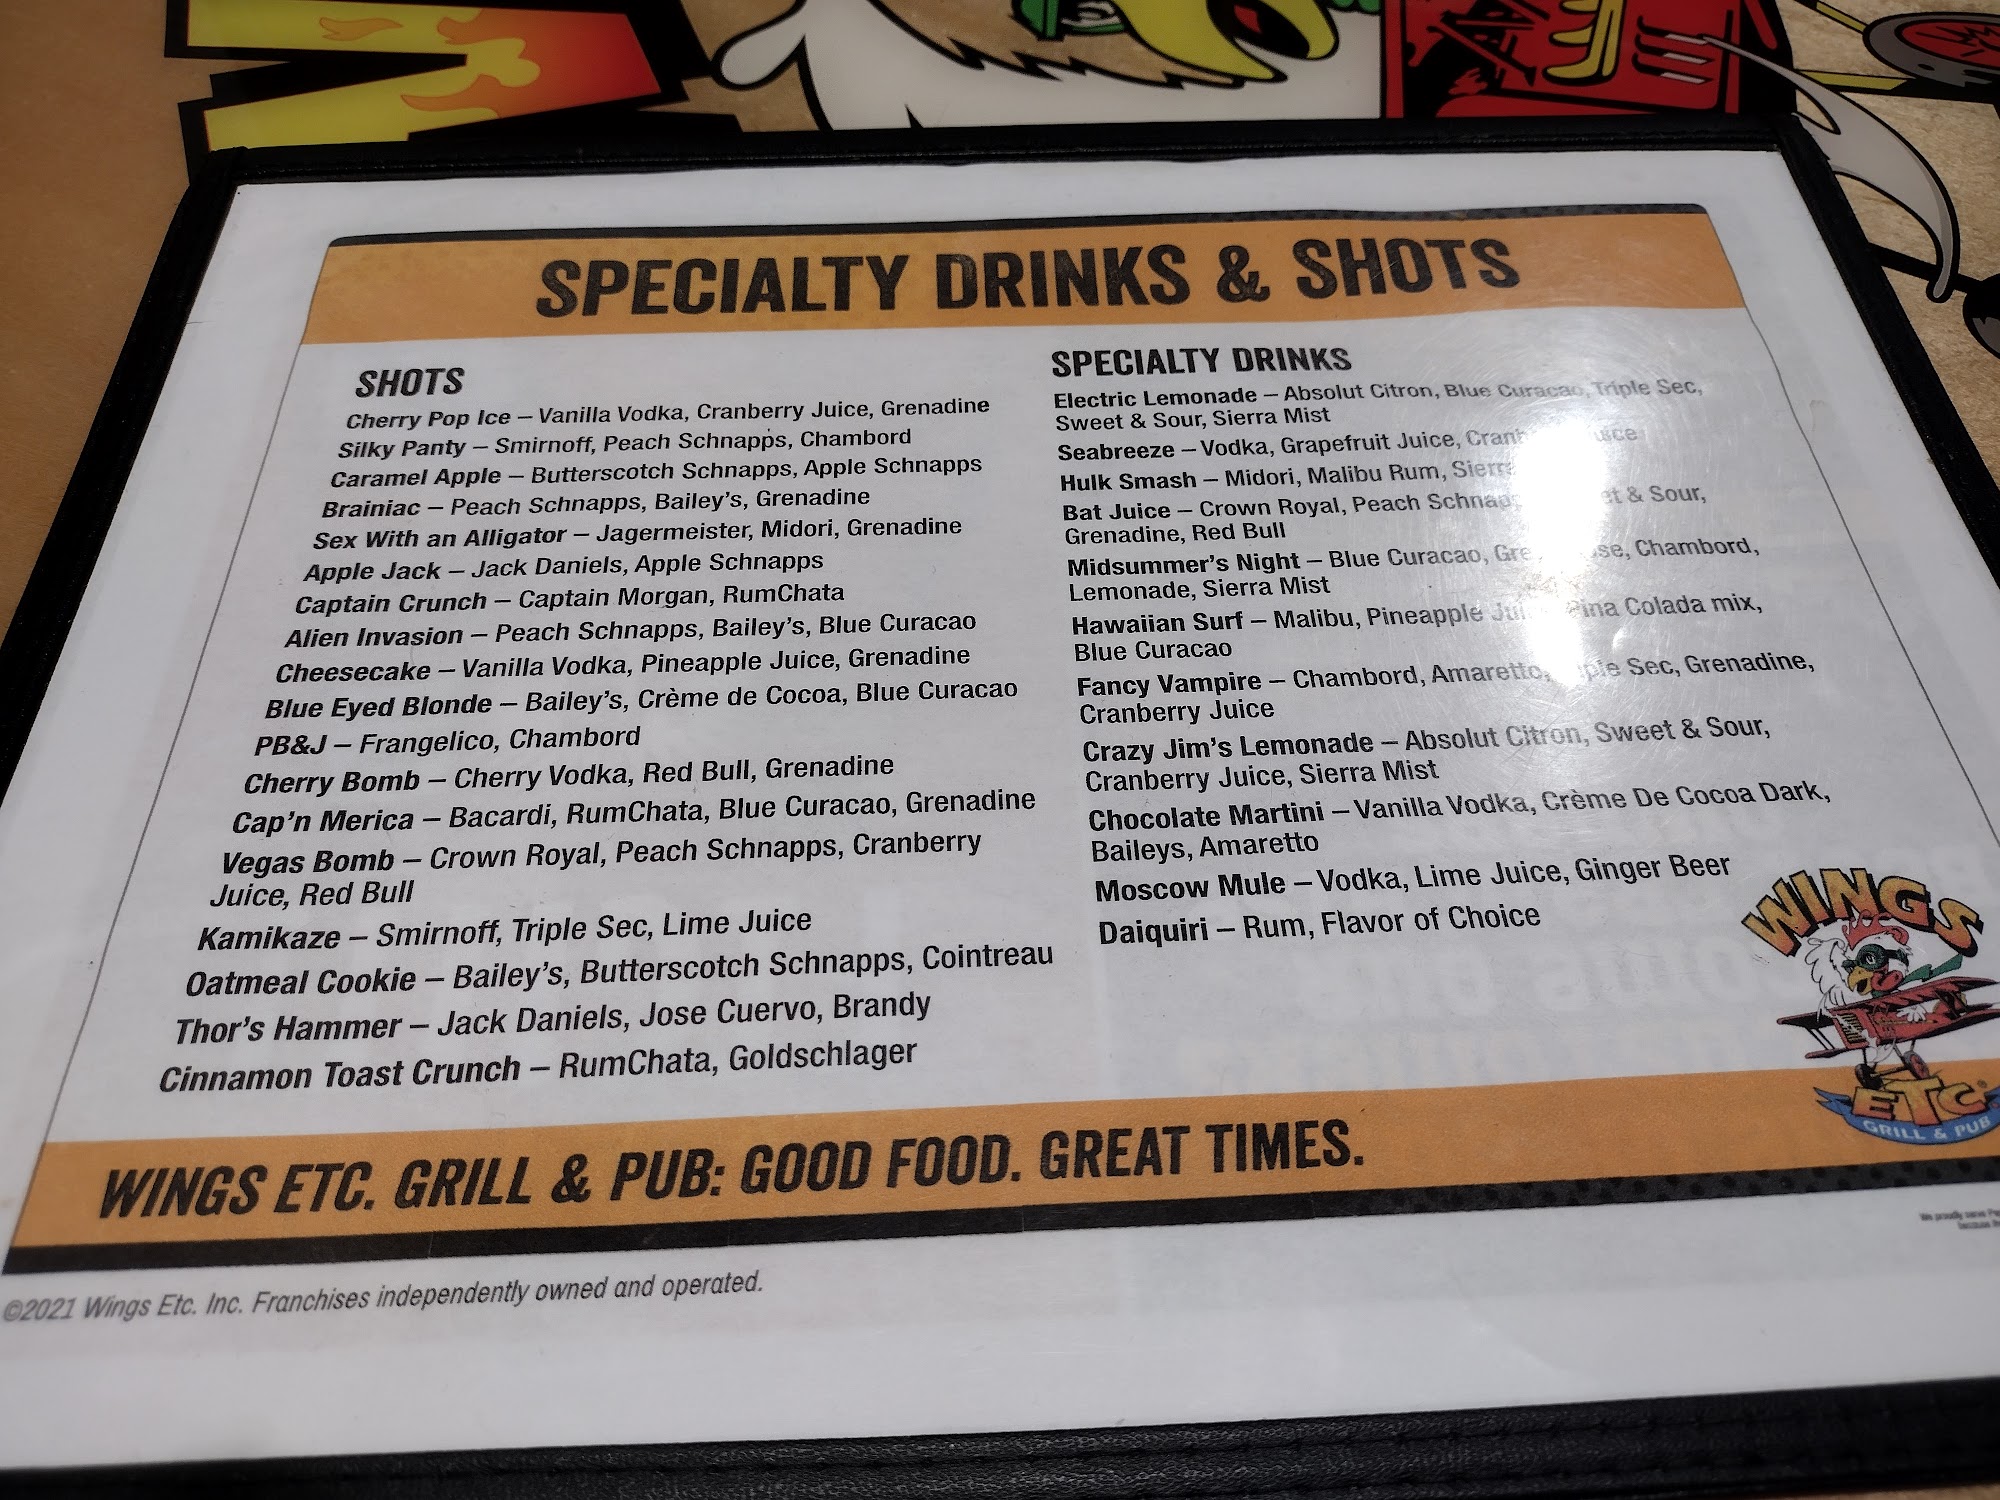 SPECIALTY DRINKS & SHOTS
SHOTS
Cherry Pop Ice – Vanilla Vodka, Cranberry Juice, Grenadine
Silky Panty – Smirnoff, Peach Schnapps, Chambord
Caramel Apple – Butterscotch Schnapps, Apple Schnapps
Brainiac – Peach Schnapps, Bailey's, Grenadine
Sex With an Alligator – Jagermeister, Midori, Grenadine
Apple Jack – Jack Daniels, Apple Schnapps
Captain Crunch – Captain Morgan, RumChata
Alien Invasion – Peach Schnapps, Bailey's, Blue Curacao
Cheesecake – Vanilla Vodka, Pineapple Juice, Grenadine
Blue Eyed Blonde – Bailey's, Crème de Cocoa, Blue Curacao
PB&J – Frangelico, Chambord
Cherry Bomb – Cherry Vodka, Red Bull, Grenadine
Cap'n Merica – Bacardi, RumChata, Blue Curacao, Grenadine
Vegas Bomb – Crown Royal, Peach Schnapps, Cranberry
Juice, Red Bull
Kamikaze – Smirnoff, Triple Sec, Lime Juice
Oatmeal Cookie – Bailey's, Butterscotch Schnapps, Cointreau
Thor's Hammer – Jack Daniels, Jose Cuervo, Brandy
Cinnamon Toast Crunch – RumChata, Goldschlager
SPECIALTY DRINKS
Electric Lemonade – Absolut Citron, Blue Curacao, Triple Sec,
Sweet & Sour, Sierra Mist
Seabreeze – Vodka, Grapefruit Juice,
Hulk Smash – Midori, Malibu Rum, Sierra
Bat Juice – Crown Royal, Peach & Sour,
Grenadine, Red Bull
Midsummer's Night – Blue Curacao, Chambord,
Lemonade, Sierra Mist
Hawaiian Surf – Malibu, Pineapple Pina Colada mix,
Blue Curacao
Fancy Vampire – Chambord, Amaretto, Sec, Grenadine,
Cranberry Juice
Crazy Jim's Lemonade – Absolut Citron, Sweet & Sour,
Cranberry Juice, Sierra Mist
Chocolate Martini – Vanilla Vodka, Crème De Cocoa Dark,
Baileys, Amaretto
Moscow Mule – Vodka, Lime Juice, Ginger Beer
Daiquiri – Rum, Flavor of Choice
WINGS
ETC®
GRILL & PUB
WINGS ETC. GRILL & PUB: GOOD FOOD. GREAT TIMES.
We proudly serve
because
©2021 Wings Etc. Inc. Franchises independently owned and operated.